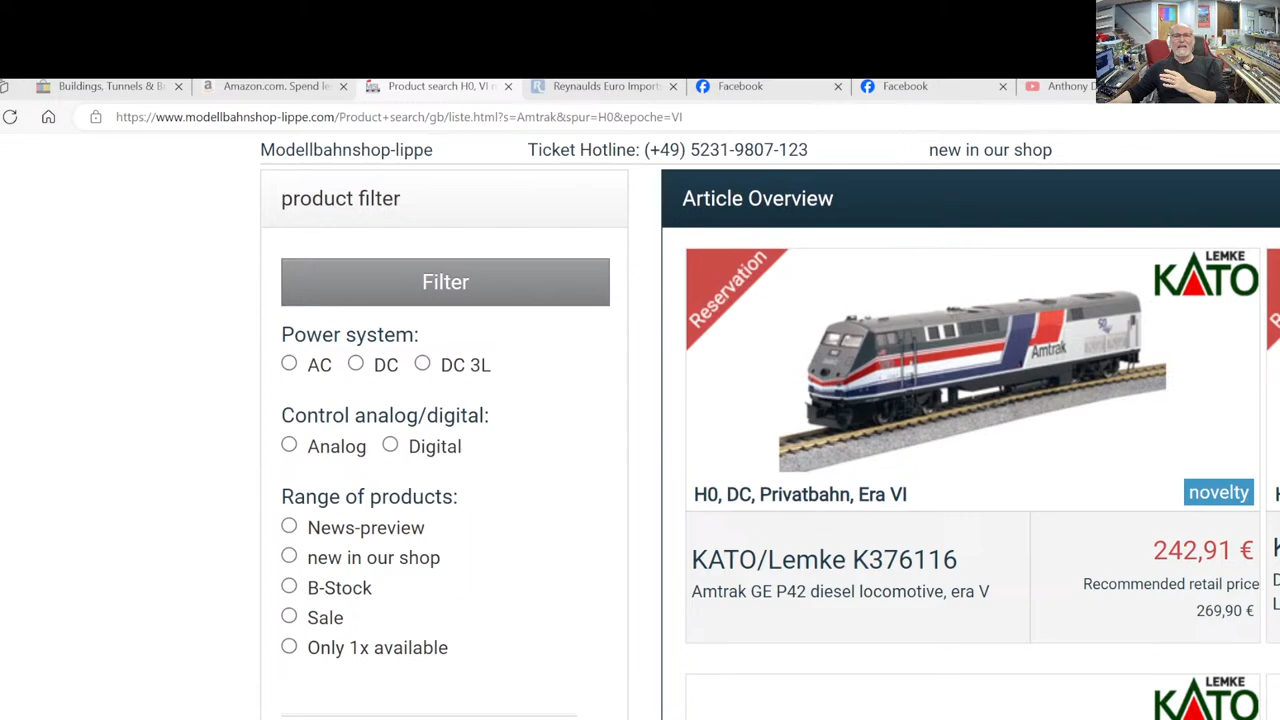 Buildings, Tunnels &
Amazon.com. Spend le
Product search H0, VI
Reynaulds Euro Import
Facebook
Facebook
Anthony D
https://www.modellbahnshop-lippe.com/Product+search/gb/liste.html?s=Amtrak&spur=H0&epoche=VI
Modellbahnshop-lippe
Ticket Hotline: (+49) 5231-9807-123
new in our shop
product filter
Filter
Power system:
AC DC DC 3L
Control analog/digital:
Analog Digital
Range of products:
News-preview
new in our shop
B-Stock
Sale
Only 1x available
Article Overview
Reservation
LEMKE
KATO
Amtrak
H0, DC, Privatbahn, Era VI
novelty
KATO/Lemke K376116
Amtrak GE P42 diesel locomotive, era V
242,91 €
Recommended retail price
269,90 €
LEMKE
KATO